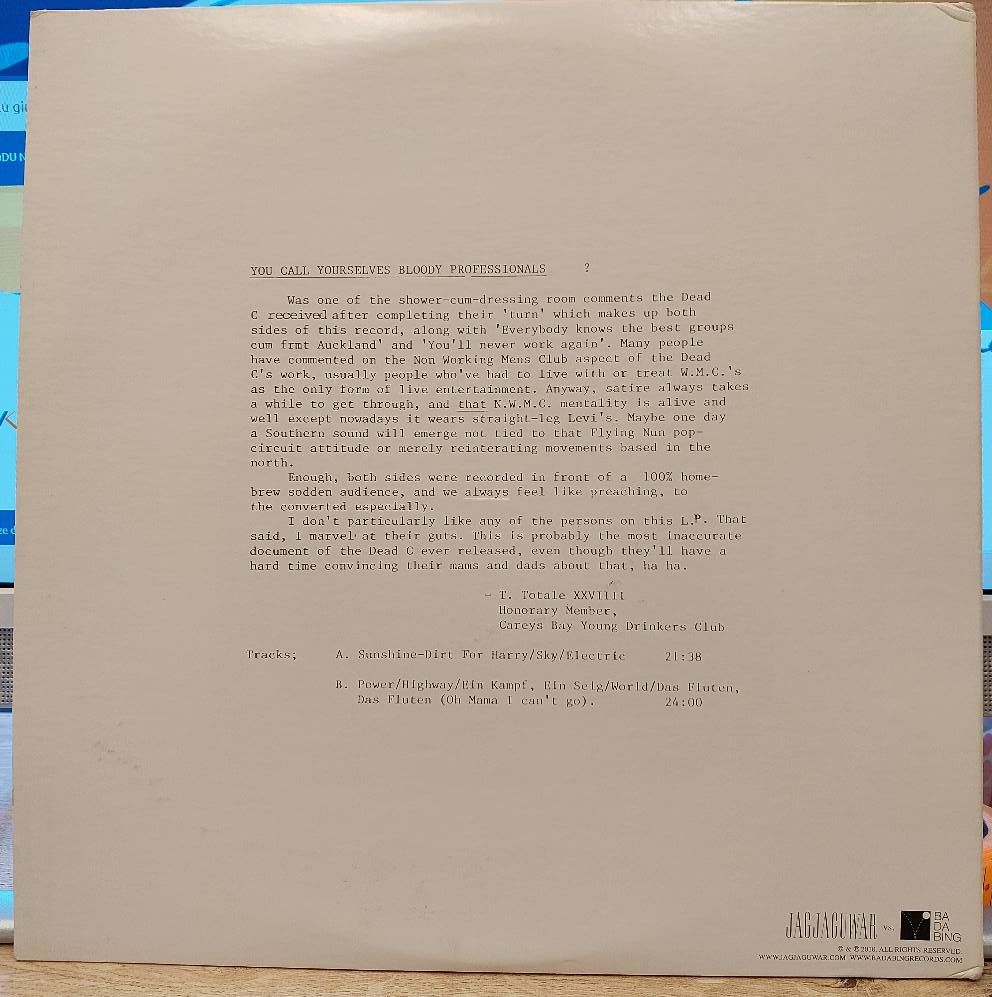 YOU CALL YOURSELVES BLOODY PROFESSIONALS ?
Was one of the shower-cum-dressing room comments the Dead
C received after completing their 'turn' which makes up both
sides of this record, along with 'Everybody knows the best groups
cum frmt Auckland' and 'You'll never work again'. Many people
have commented on the Non Working Mens Club aspect of the Dead
C's work, usually people who've had to live with or treat W.M.C.'s
as the only form of live entertainment. Anyway, satire always takes
a while to get through, and that N.W.M.C. mentality is alive and
well except nowadays it wears straight-leg Levi's. Maybe one day
a Southern sound will emerge not tied to that Flying Nun pop-
circuit attitude or merely reinterating movements based in the
north.
Enough, both sides were recorded in front of a 100% home-
brew sodden audience, and we always feel like preaching, to
the converted especially.
I don't particularly like any of the persons on this L.P. That
said, I marvel at their guts. This is probably the most inaccurate
document of the Dead C ever released, even though they'll have a
hard time convincing their mams and dads about that, ha ha.
- T. Totale XXVIIII
Honorary Member,
Careys Bay Young Drinkers Club
Tracks; A. Sunshine-Dirt For Harry/Sky/Electric 21:38
B. Power/Highway/Ein Kampf, Ein Seig/World/Das Fluten,
Das Fluten (Oh Mama I can't go). 24:00
JAGJAGUWAR vs. BA
DA
BING
© & ℗ 2010. ALL RIGHTS RESERVED.
WWW.JAGJAGUWAR.COM WWW.BADABINGRECORDS.COM